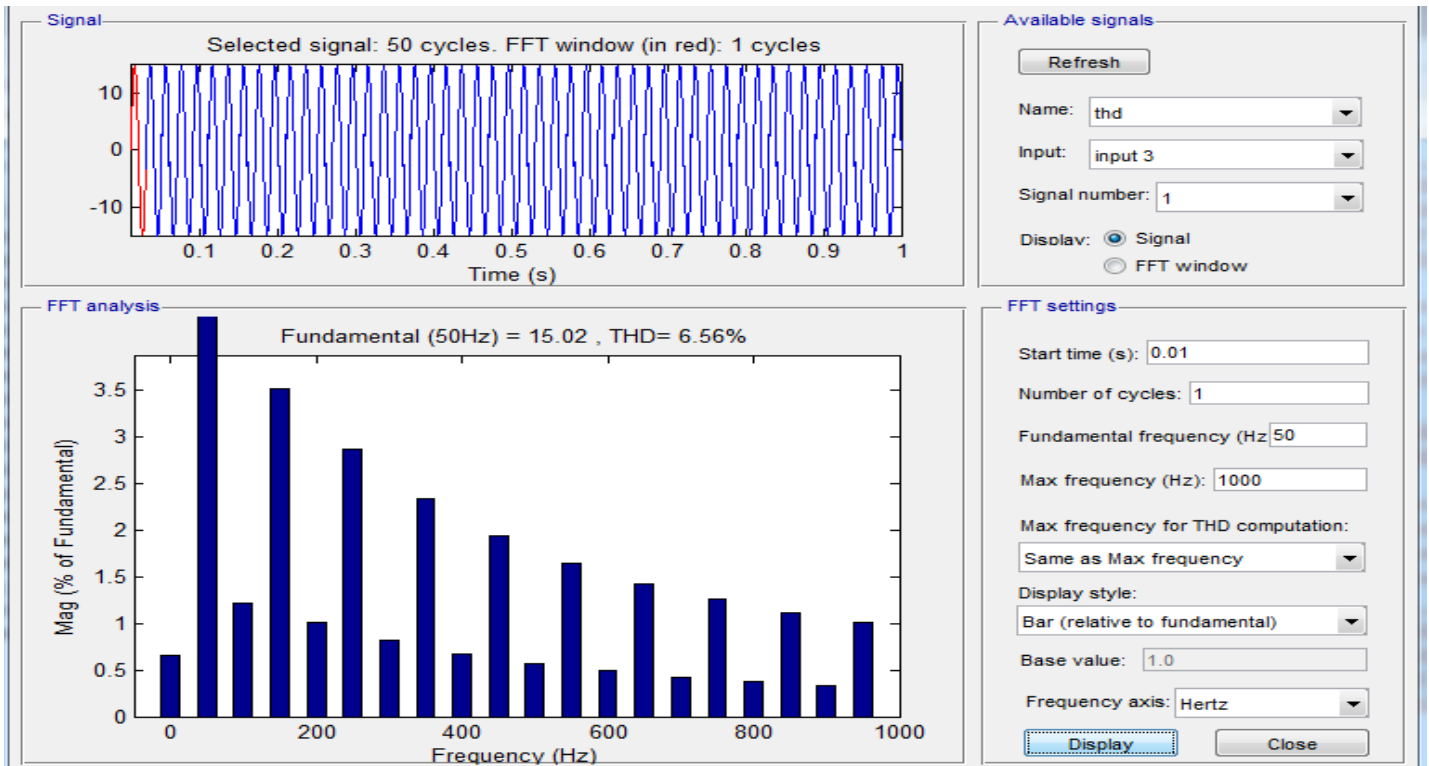 Signal
Selected signal: 50 cycles. FFT window (in red): 1 cycles
10
0
-10
0.1 0.2 0.3 0.4 0.5 0.6 0.7 0.8 0.9 1
Time (s)
Available signals
Refresh
Name: thd
Input: input 3
Signal number: 1
Display: Signal
FFT window
FFT analysis
Fundamental (50Hz) = 15.02 , THD= 6.56%
Mag (% of Fundamental)
3.5
3
2.5
2
1.5
1
0.5
0
0 200 400 600 800 1000
Frequency (Hz)
FFT settings
Start time (s): 0.01
Number of cycles: 1
Fundamental frequency (Hz 50
Max frequency (Hz): 1000
Max frequency for THD computation:
Same as Max frequency
Display style:
Bar (relative to fundamental)
Base value: 1.0
Frequency axis: Hertz
Display Close